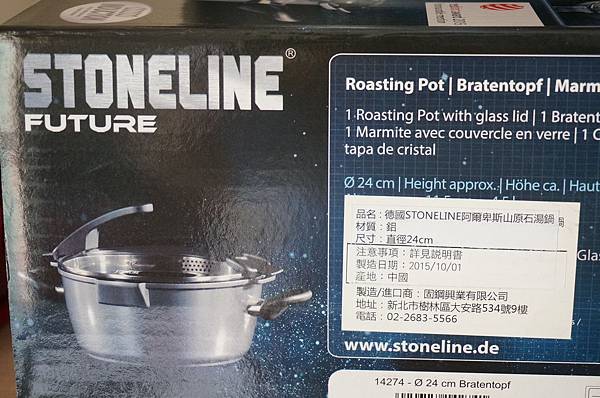 STONELINE®
FUTURE
Roasting Pot | Bratentopf | Marm
1 Roasting Pot with glass lid | 1 Bratent
1 Marmite avec couvercle en verre | 1 C
tapa de cristal
Ø 24 cm | Height approx. | Höhe ca. | Haut
品名：德國STONELINE阿爾卑斯山原石湯鍋
材質：鋁
尺寸：直徑24cm
注意事項：詳見說明書
製造日期：2015/10/01
產地：中國
製造/進口商：固鋼興業有限公司
地址：新北市樹林區大安路534號9樓
電話：02-2683-5566
www.stoneline.de
14274 - Ø 24 cm Bratentopf